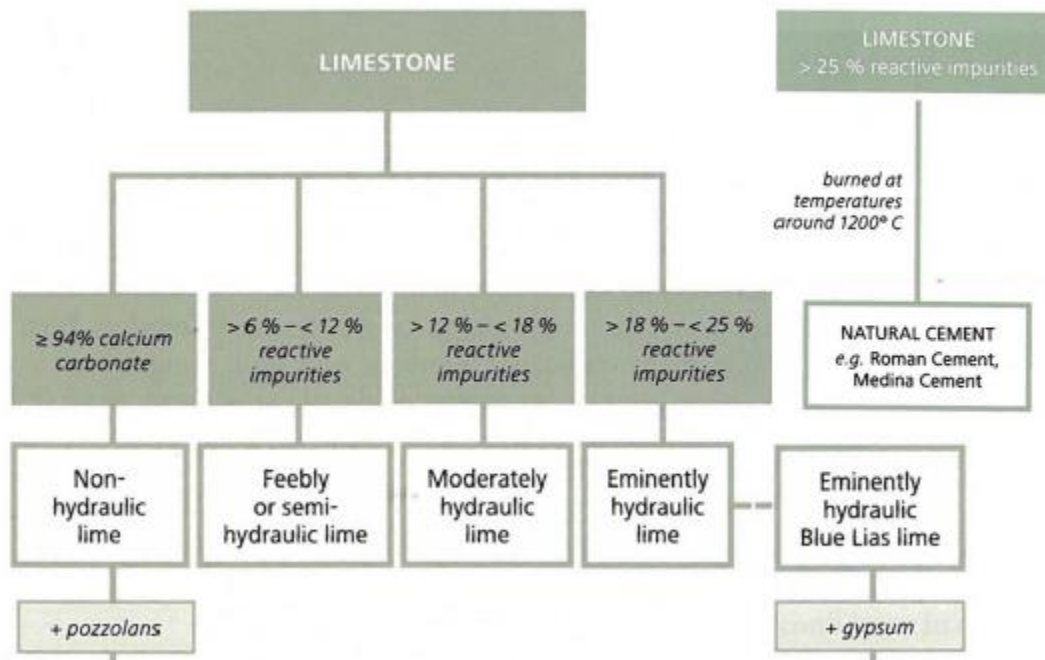 LIMESTONE
LIMESTONE
> 25 % reactive impurities
burned at
temperatures
around 1200° C
≥ 94% calcium
carbonate
> 6 % – < 12 %
reactive
impurities
> 12 % – < 18 %
reactive
impurities
> 18 % – < 25 %
reactive
impurities
NATURAL CEMENT
e.g. Roman Cement,
Medina Cement
Non-
hydraulic
lime
Feebly
or semi-
hydraulic lime
Moderately
hydraulic
lime
Eminently
hydraulic
lime
Eminently
hydraulic
Blue Lias lime
+ pozzolans
+ gypsum